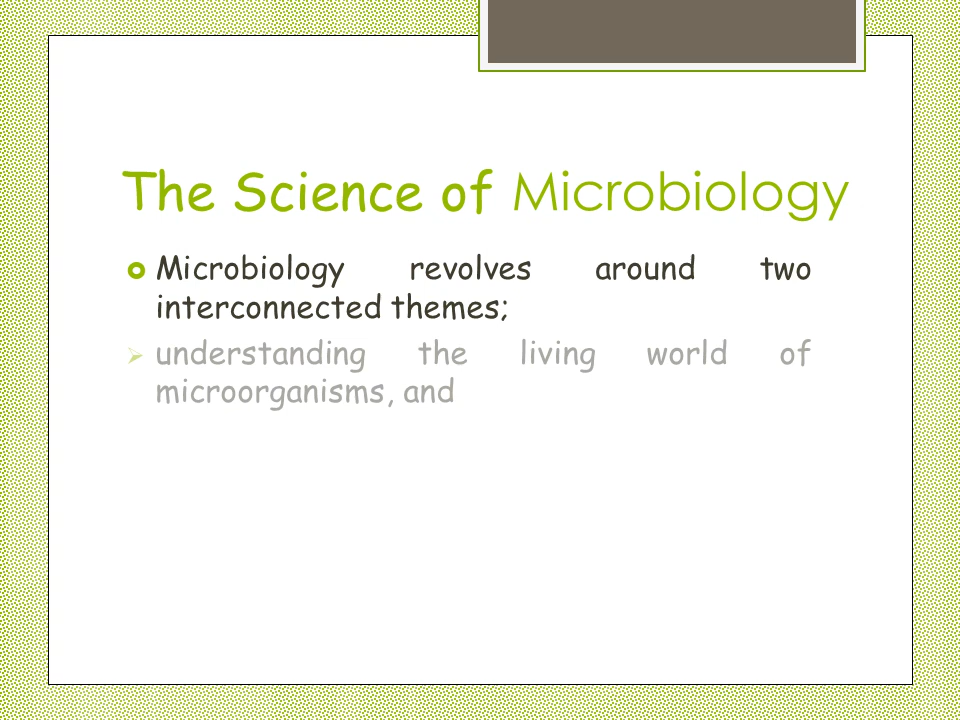 The Science of Microbiology
Microbiology revolves around two
interconnected themes;
understanding the living world of
microorganisms, and